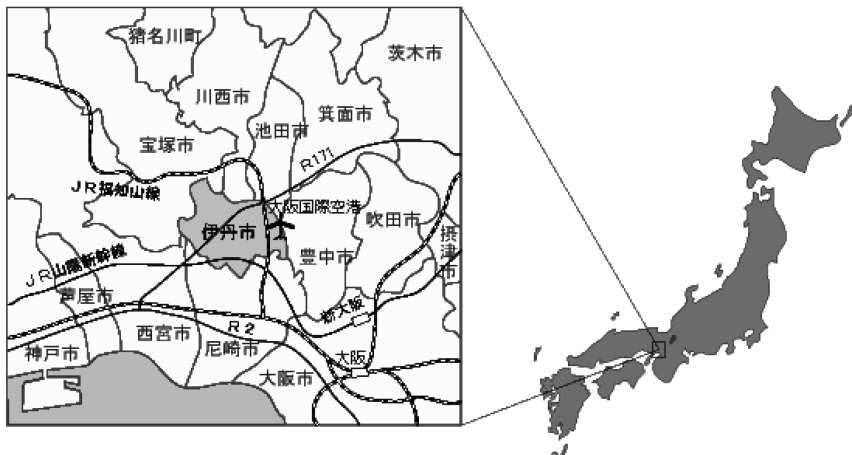 猪名川町
茨木市
川西市
池田市
箕面市
宝塚市
R171
JR福知山線
大阪国際空港
伊丹市
吹田市
豊中市
摂津市
JR山陽新幹線
芦屋市
新大阪
西宮市
R2
尼崎市
神戸市
大阪
大阪市